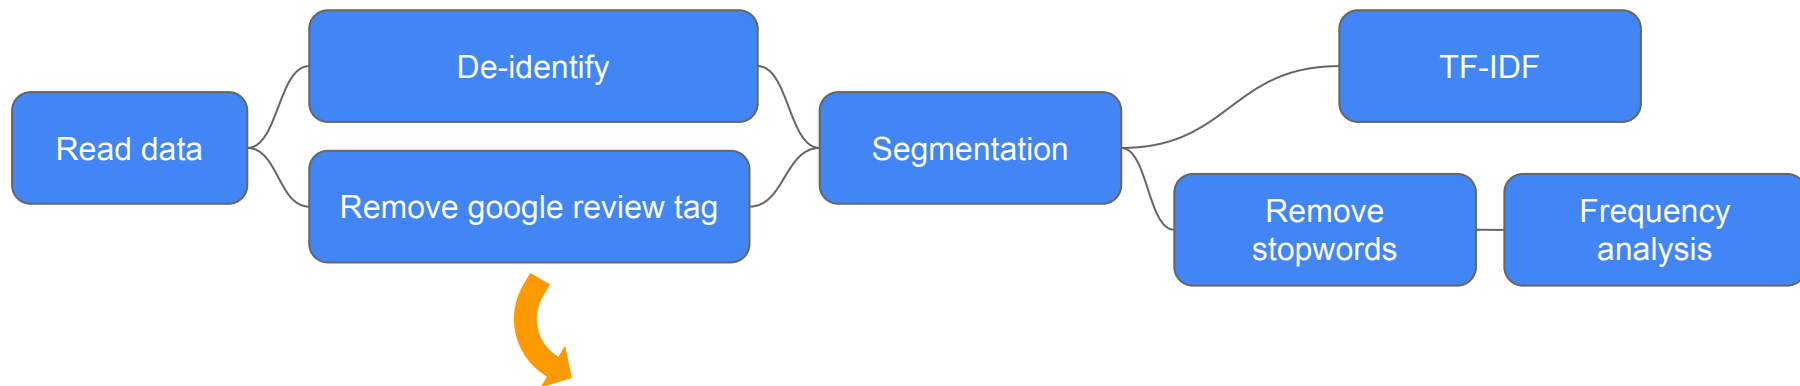 De-identify
TF-IDF
Read data
Segmentation
Remove google review tag
Remove
stopwords
Frequency
analysis